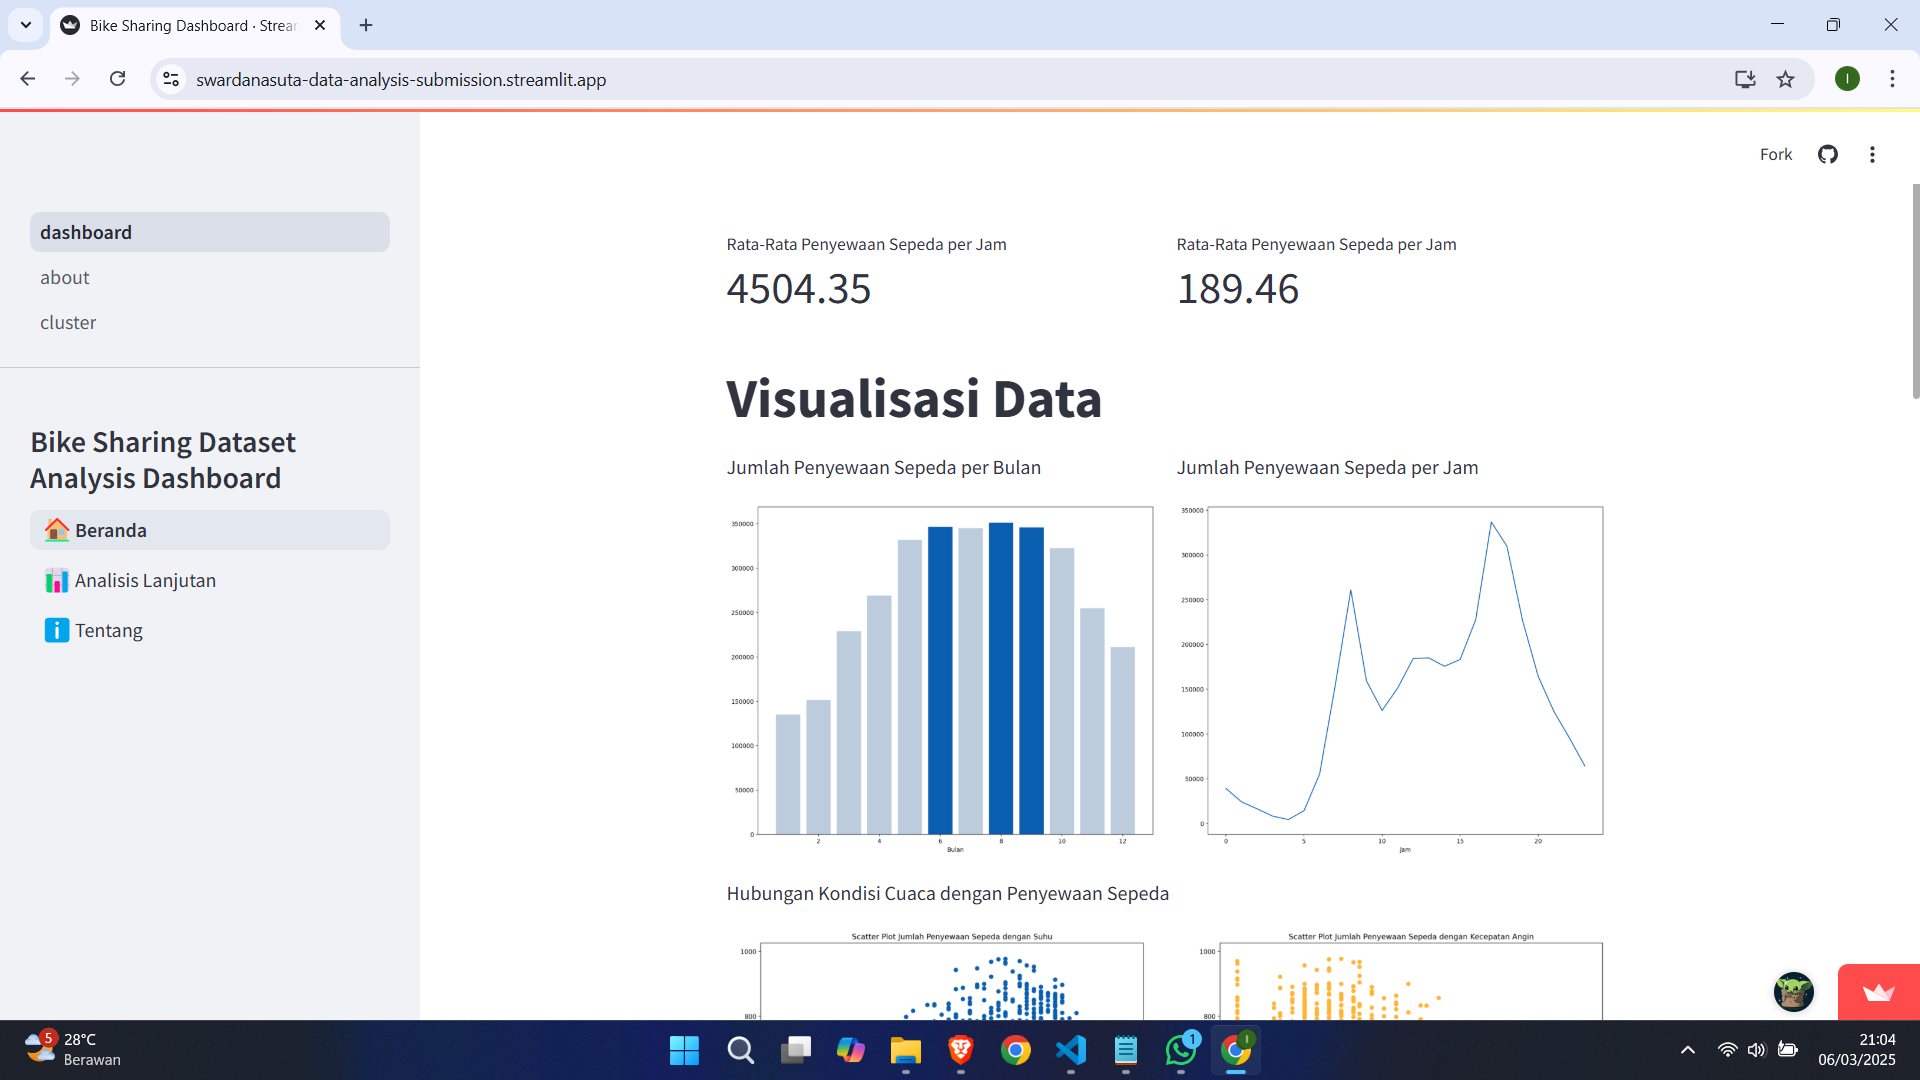 Bike Sharing Dashboard · Strear
swardanasuta-data-analysis-submission.streamlit.app
I
Fork
dashboard
about
cluster
Bike Sharing Dataset
Analysis Dashboard
Beranda
Analisis Lanjutan
Tentang
Rata-Rata Penyewaan Sepeda per Jam
4504.35
Rata-Rata Penyewaan Sepeda per Jam
189.46
Visualisasi Data
Jumlah Penyewaan Sepeda per Bulan
350000
300000
250000
200000
150000
100000
50000
0
2 4 6 8 10 12
Bulan
Jumlah Penyewaan Sepeda per Jam
350000
300000
250000
200000
150000
100000
50000
0
0 5 10 15 20
Jam
Hubungan Kondisi Cuaca dengan Penyewaan Sepeda
Scatter Plot Jumlah Penyewaan Sepeda dengan Suhu
1000
800
Scatter Plot Jumlah Penyewaan Sepeda dengan Kecepatan Angin
1000
800
5
28°C
Berawan
1
I
21:04
06/03/2025